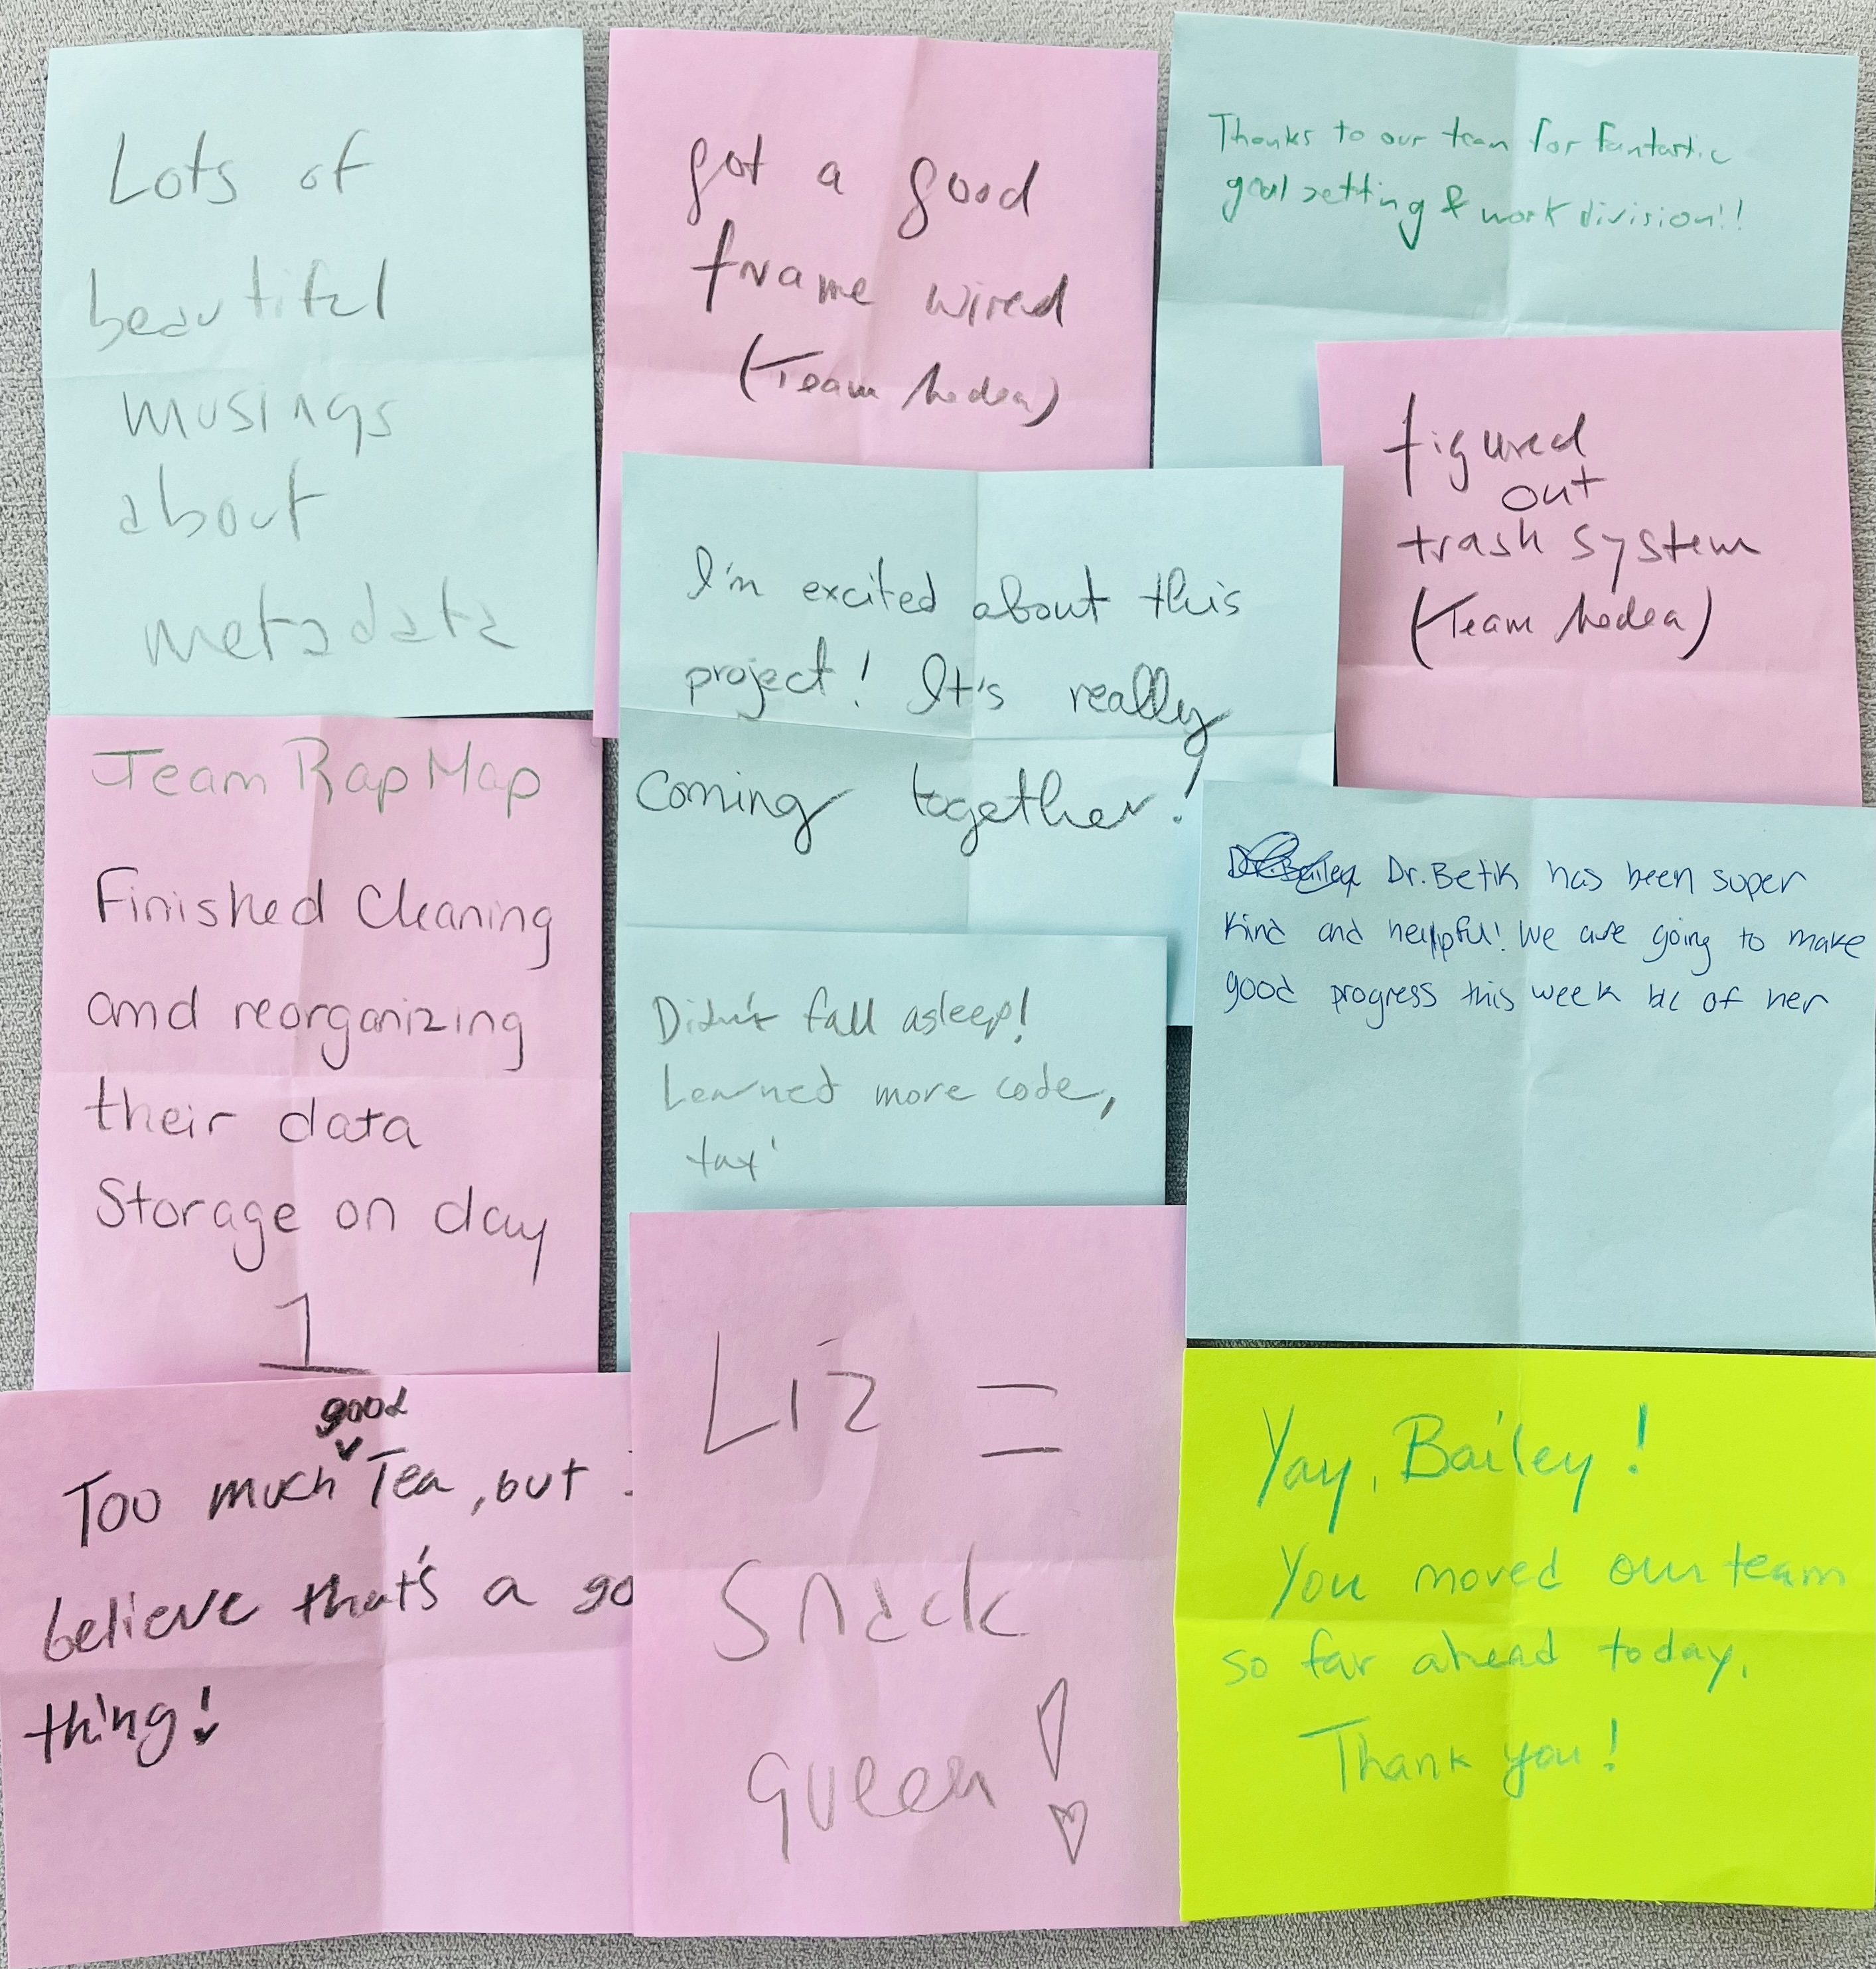 Lots of
beautiful
musings
about
metadata
got a good
frame wired
(Team Medea)
Thanks to our team for fantastic
goal setting & work division!!
figured
out
trash system
(Team Medea)
I'm excited about this
project! It's really
coming together!
Team Rap Map
Finished Cleaning
and reorganizing
their data
Storage on day
1
Dr. Bailey Dr. Betik has been super
kind and helpful! We are going to make
good progress this week bc of her
Didn't fall asleep!
Learned more code,
good
Too much Tea, but
believe that's a go
thing!
Liz =
Snack
queen!
Yay, Bailey!
You moved our team
so far ahead today.
Thank you!